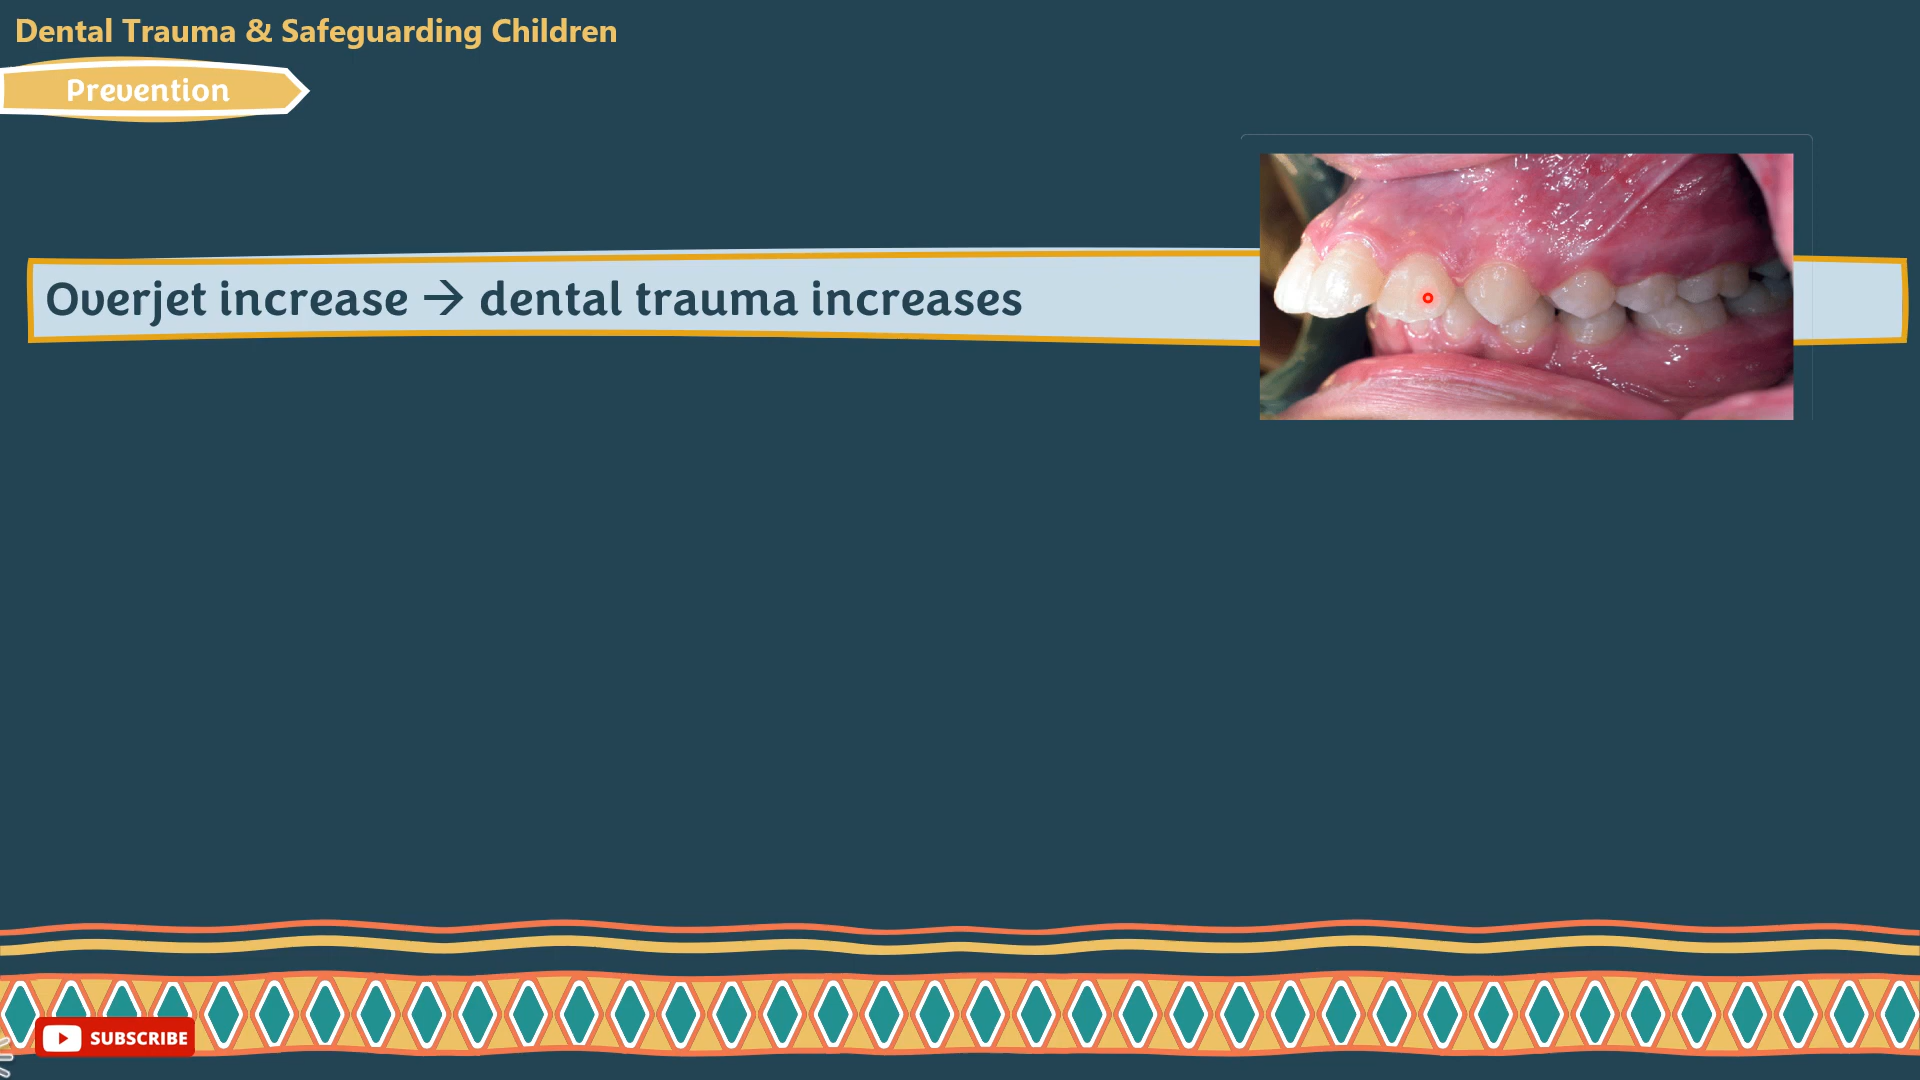 Dental Trauma & Safeguarding Children
Prevention
Overjet increase → dental trauma increases
SUBSCRIBE